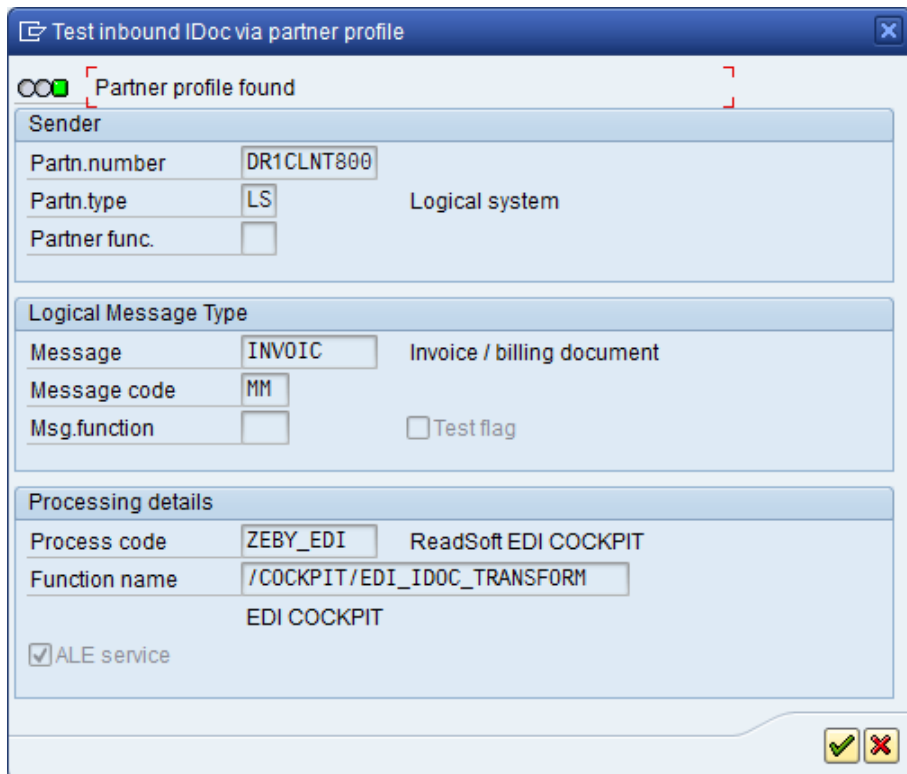 Test inbound IDoc via partner profile
Partner profile found
Sender
Partn.number DR1CLNT800
Partn.type LS Logical system
Partner func.
Logical Message Type
Message INVOIC Invoice / billing document
Message code MM
Msg.function Test flag
Processing details
Process code ZEBY_EDI ReadSoft EDI COCKPIT
Function name /COCKPIT/EDI_IDOC_TRANSFORM
EDI COCKPIT
ALE service